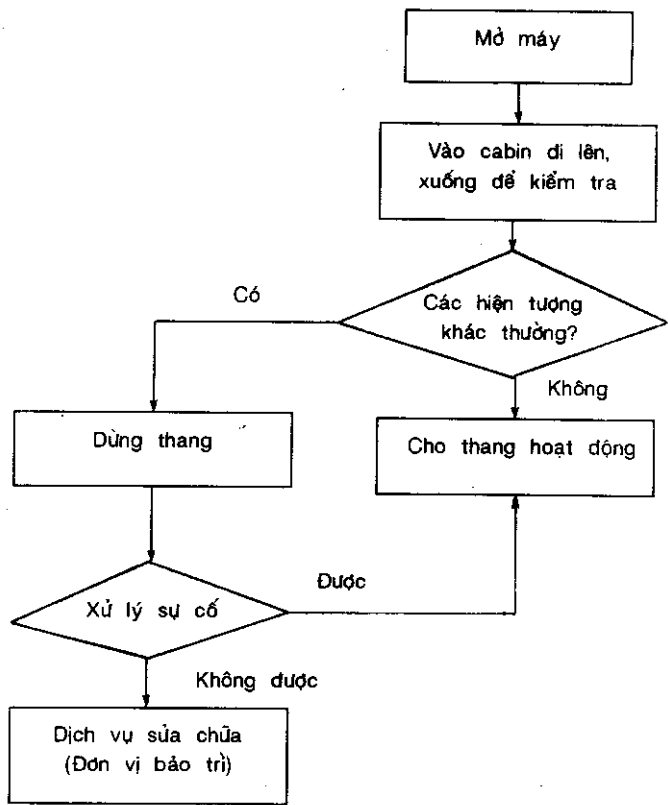 Mở máy
Vào cabin đi lên,
xuống để kiểm tra
Các hiện tượng
khác thường?
Có
Không
Dừng thang
Cho thang hoạt động
Xử lý sự cố
Được
Không được
Dịch vụ sửa chữa
(Đơn vị bảo trì)